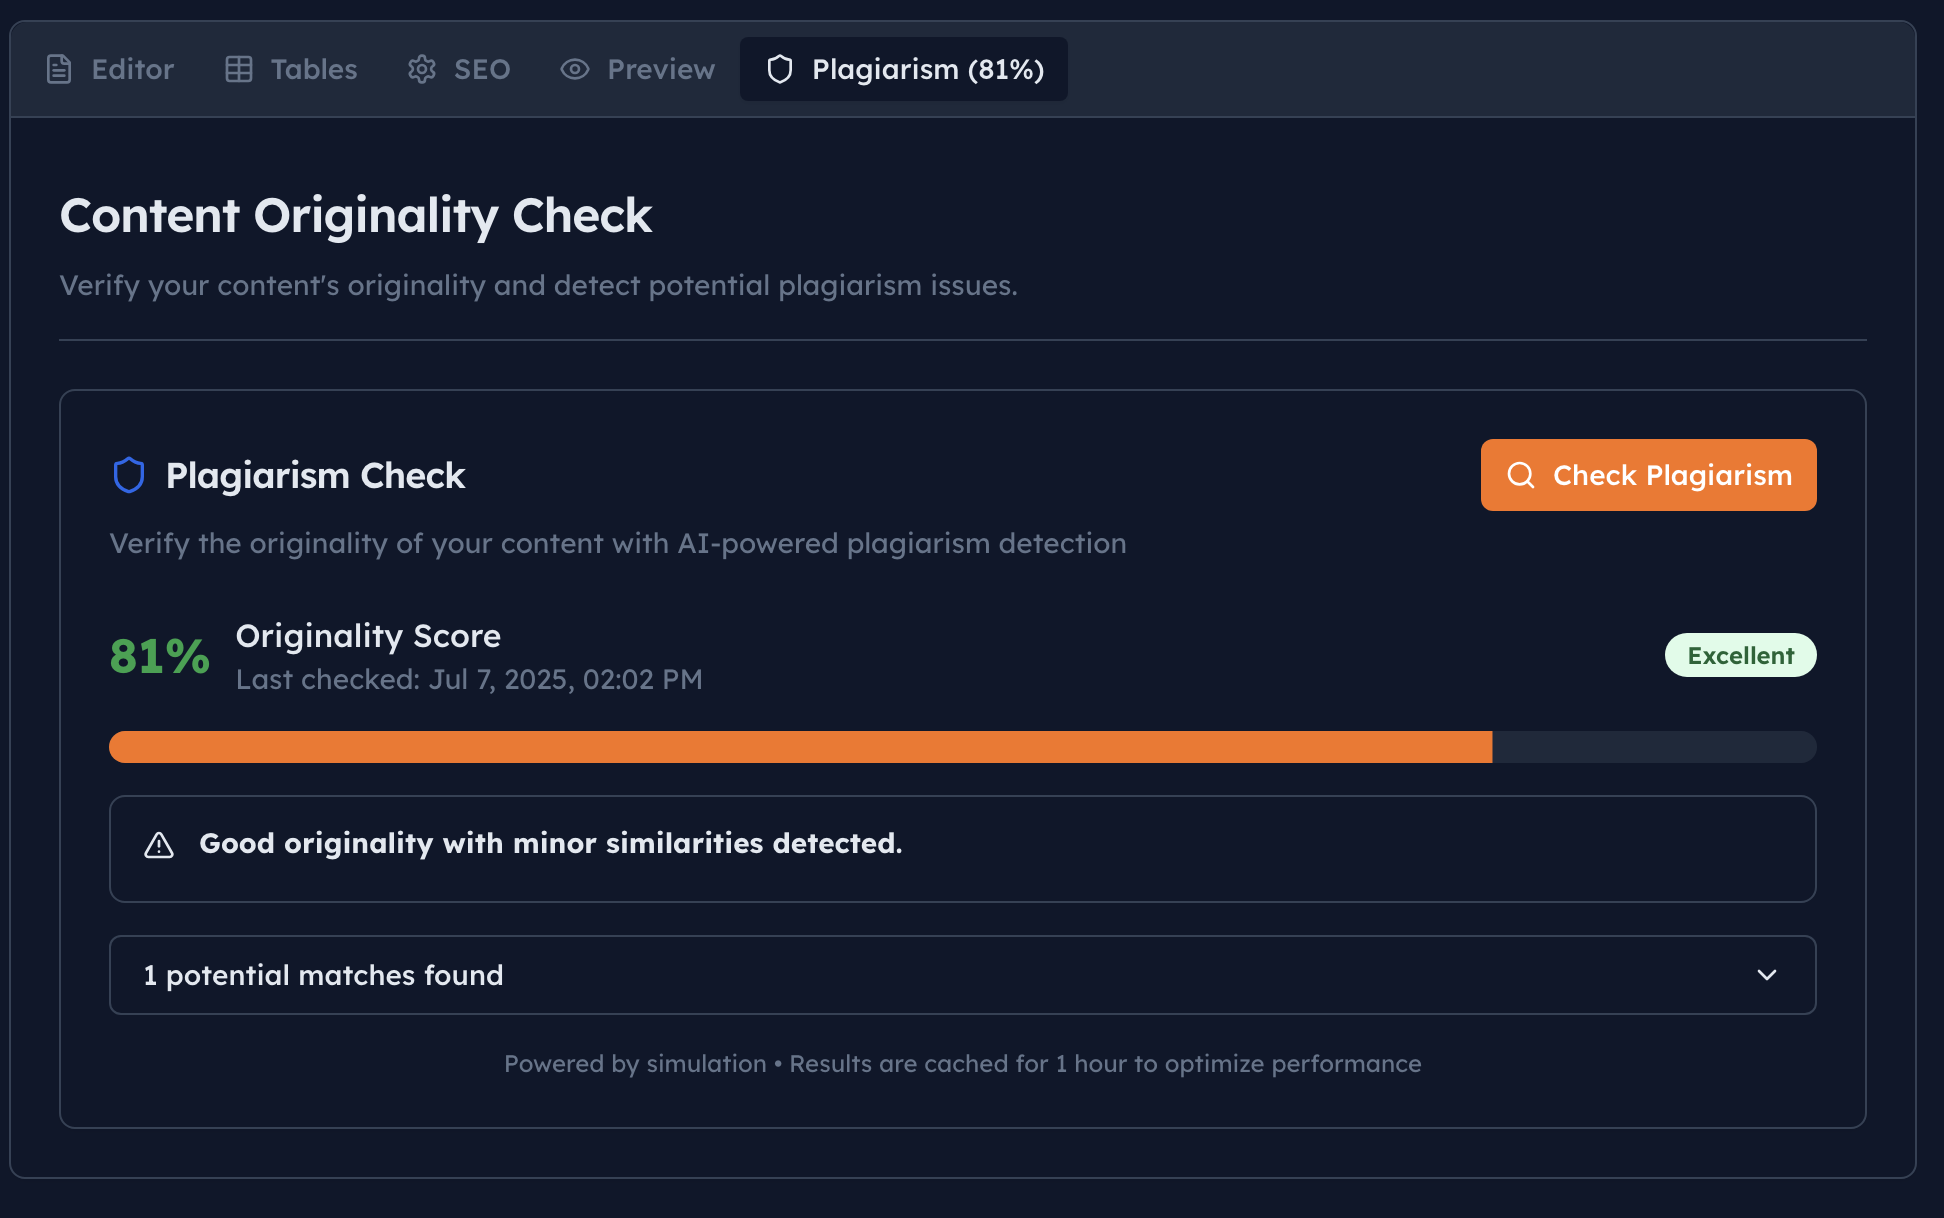 Editor Tables SEO Preview Plagiarism (81%)
Content Originality Check
Verify your content's originality and detect potential plagiarism issues.
Plagiarism Check
Check Plagiarism
Verify the originality of your content with AI-powered plagiarism detection
81%
Originality Score
Last checked: Jul 7, 2025, 02:02 PM
Excellent
Good originality with minor similarities detected.
1 potential matches found
Powered by simulation • Results are cached for 1 hour to optimize performance